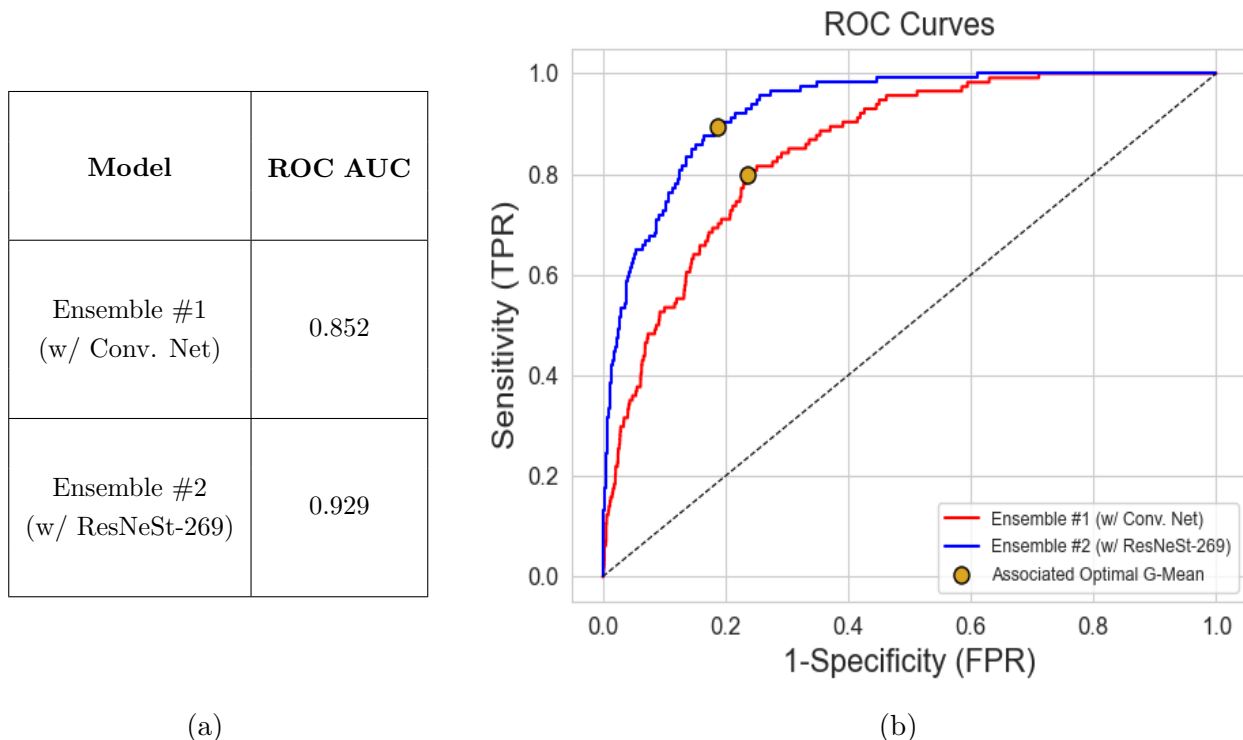 Model ROC AUC
Ensemble #1
(w/ Conv. Net)
0.852
Ensemble #2
(w/ ResNeSt-269)
0.929
(a)
ROC Curves
Sensitivity (TPR)
1.0
0.8
0.6
0.4
0.2
0.0
Ensemble #1 (w/ Conv. Net)
Ensemble #2 (w/ ResNeSt-269)
Associated Optimal G-Mean
0.0 0.2 0.4 0.6 0.8 1.0
1-Specificity (FPR)
(b)